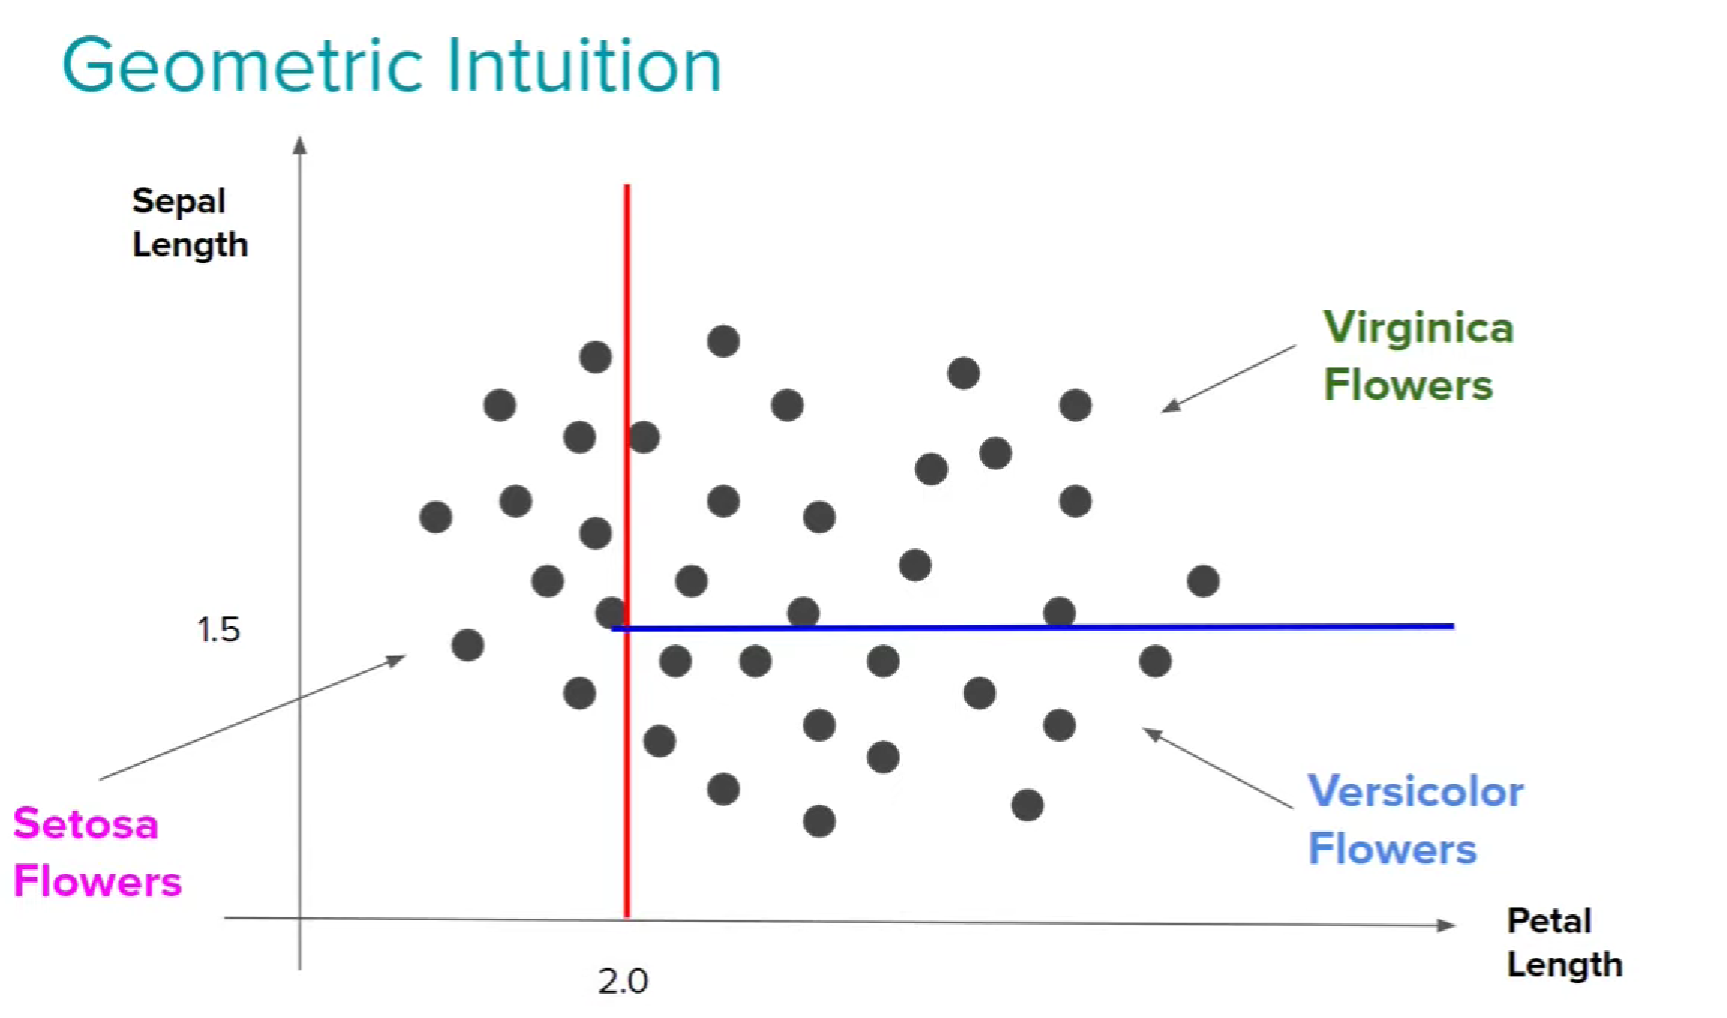 Geometric Intuition
Sepal
Length
Virginica
Flowers
1.5
Setosa
Flowers
Versicolor
Flowers
Petal
Length
2.0